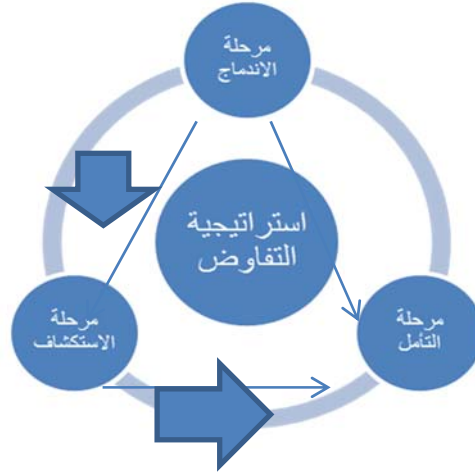 مرحلة
الاندماج
استراتيجية
التفاوض
مرحلة
التأمل
مرحلة
الاستكشاف